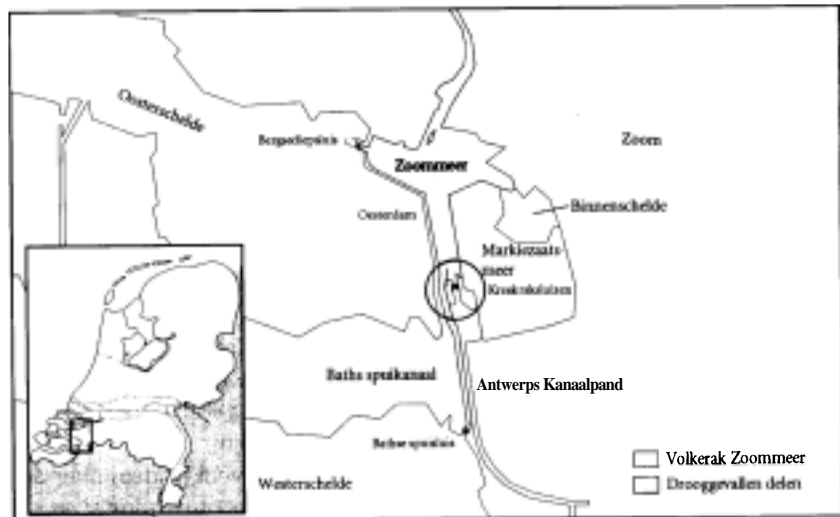 Oosterschelde
Bergsediepsluis
Zoommeer
Zoom
Oesterdam
Binnenschelde
Markiezaats
meer
Kreekraksluizen
Baths spuikanaal
Antwerps Kanaalpand
Bathse spuisluis
Westerschelde
Volkerak Zoommeer
Drooggevallen delen